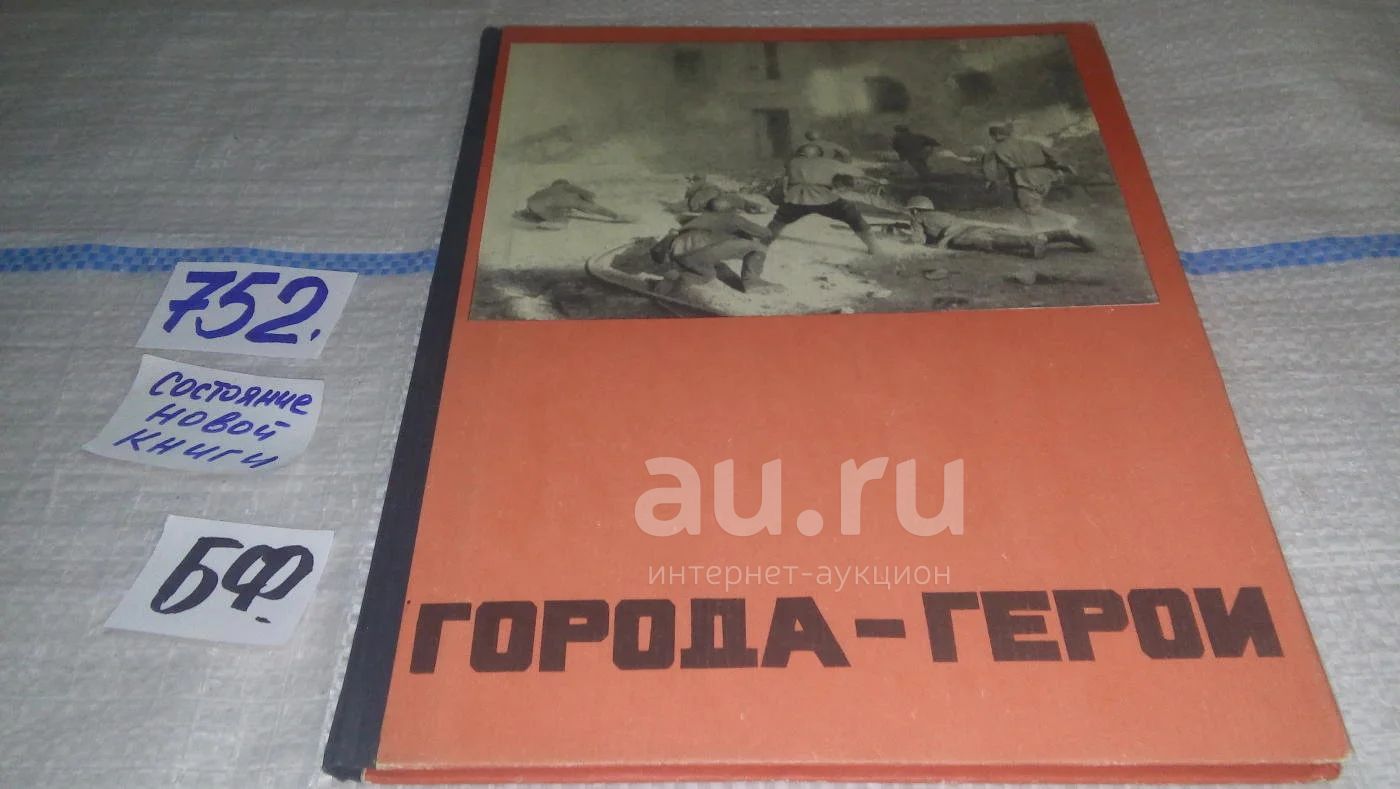 752.
состояние
новой
книги
БФ.
au.ru
интернет-аукцион
ГОРОДА-ГЕРОИ